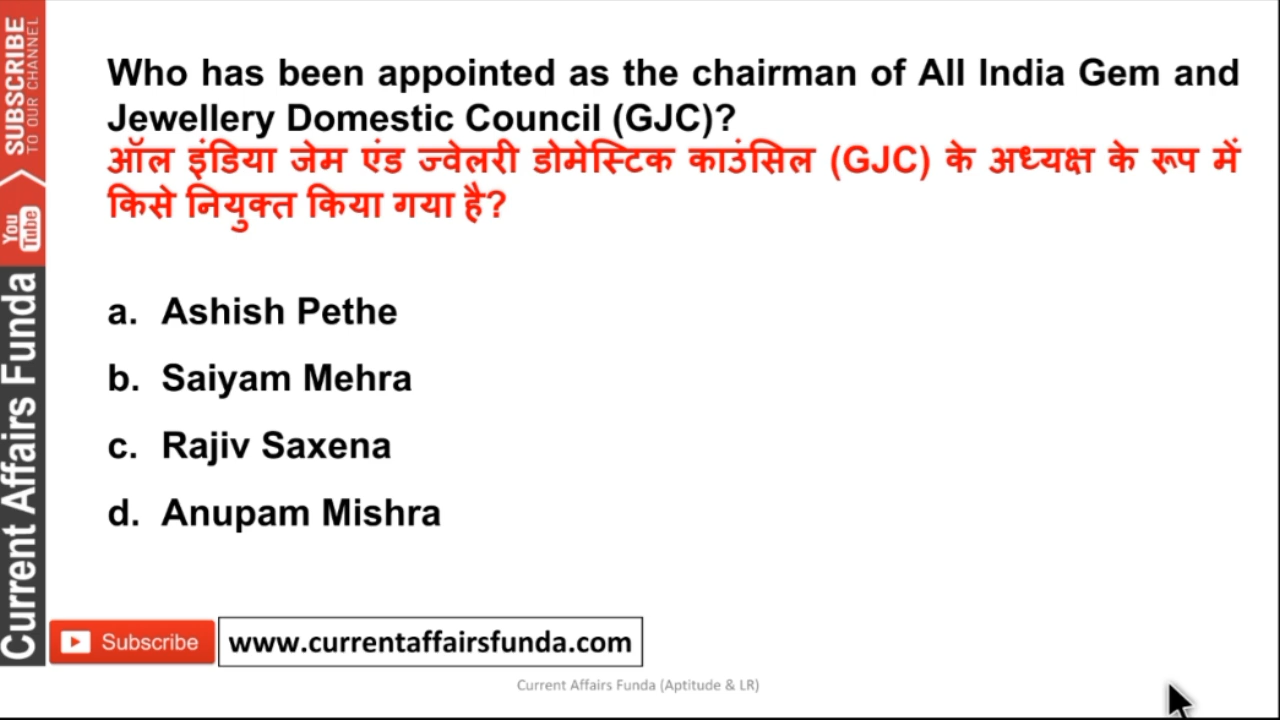 Who has been appointed as the chairman of All India Gem and
Jewellery Domestic Council (GJC)?
ऑल इंडिया जेम एंड ज्वेलरी डोमेस्टिक काउंसिल (GJC) के अध्यक्ष के रूप में
किसे नियुक्त किया गया है?
a. Ashish Pethe
b. Saiyam Mehra
c. Rajiv Saxena
d. Anupam Mishra
SUBSCRIBE
TO OUR CHANNEL
You
Tube
Current Affairs Funda
Subscribe
www.currentaffairsfunda.com
Current Affairs Funda (Aptitude & LR)